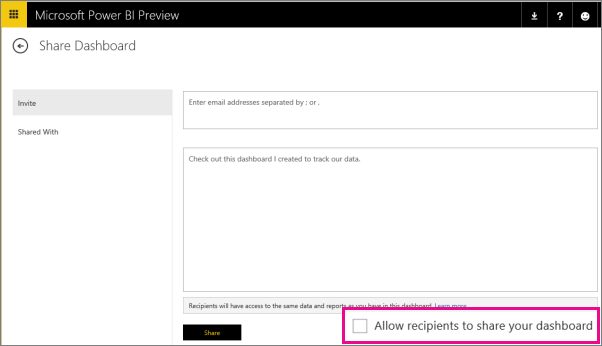 Microsoft Power BI Preview
?
Share Dashboard
Invite
Enter email addresses separated by ; or .
Shared With
Check out this dashboard I created to track our data.
Recipients will have access to the same data and reports as you have in this dashboard. Learn more
Allow recipients to share your dashboard
Share